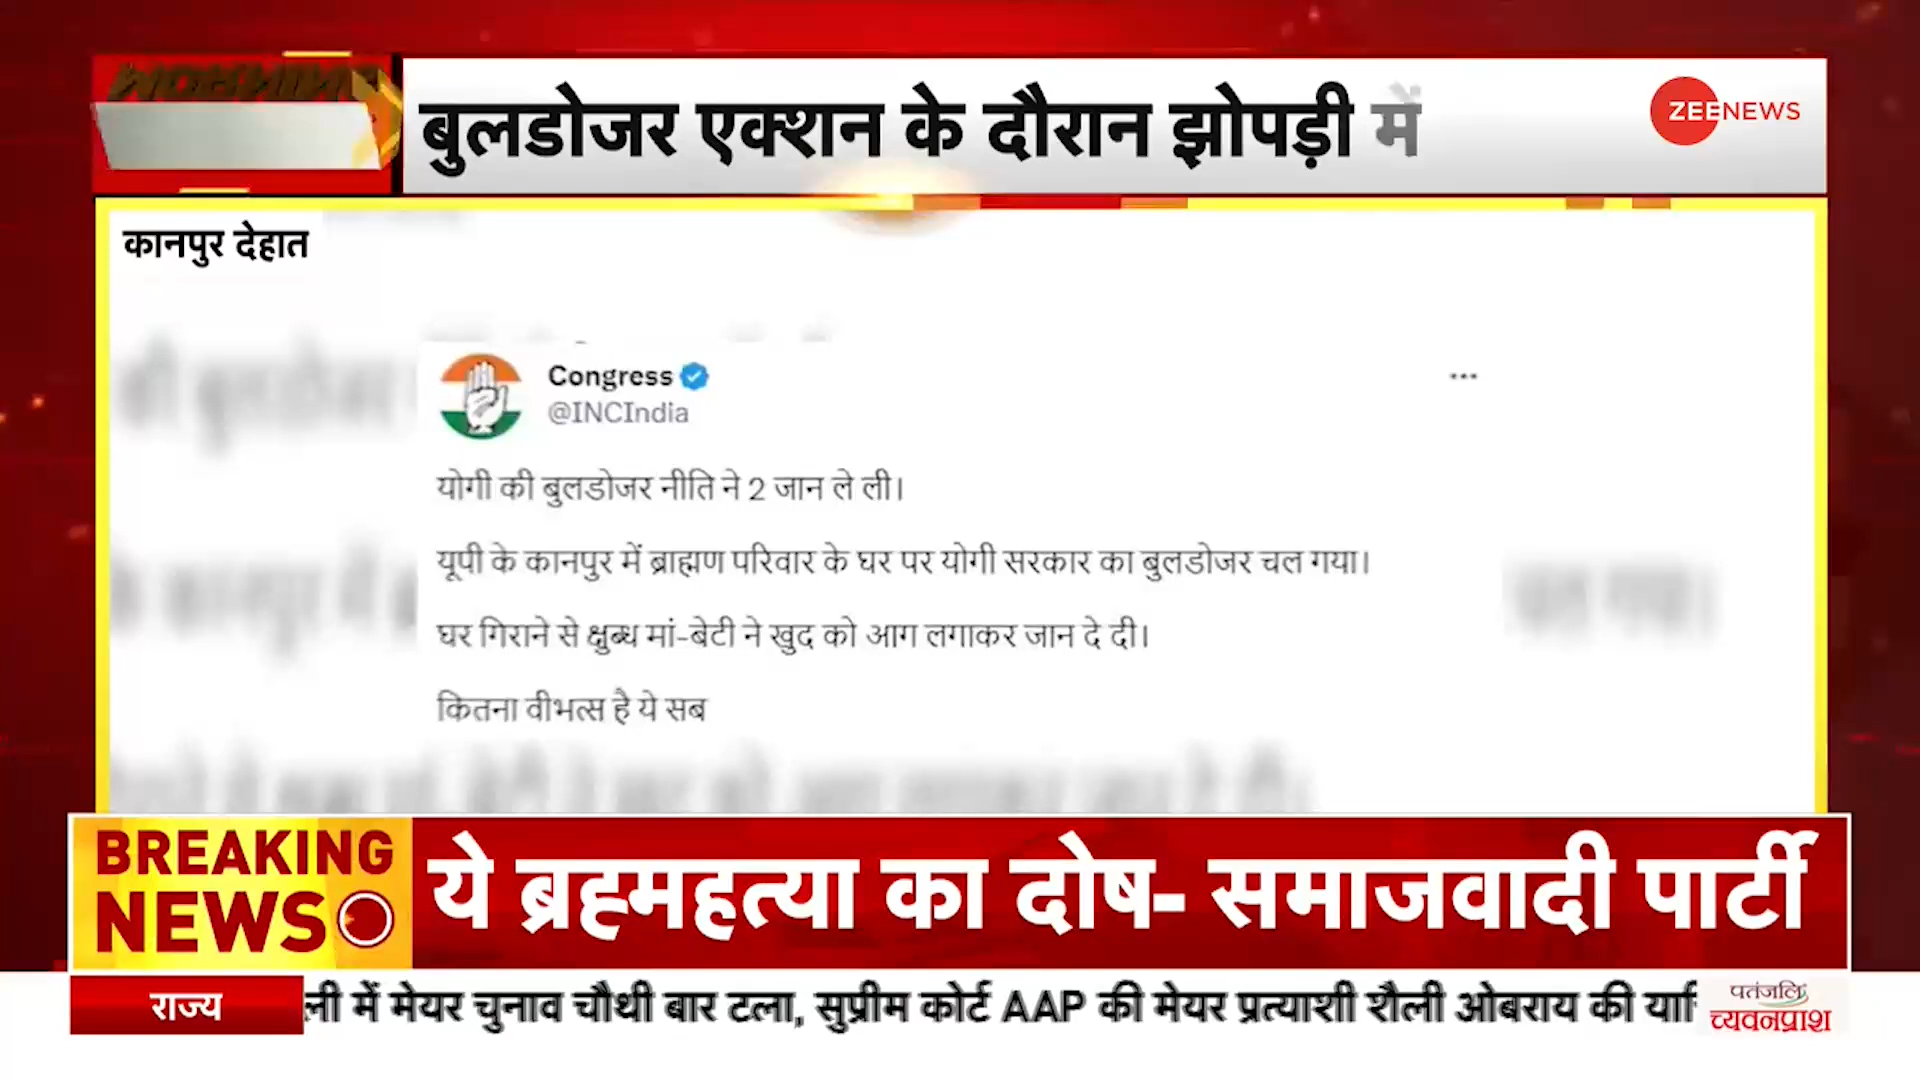 बुलडोजर एक्शन के दौरान झोपड़ी में
ZEENEWS
कानपुर देहात
Congress
@INCIndia
योगी की बुलडोजर नीति ने 2 जान ले ली।
यूपी के कानपुर में ब्राह्मण परिवार के घर पर योगी सरकार का बुलडोजर चल गया।
घर गिराने से क्षुब्ध मां-बेटी ने खुद को आग लगाकर जान दे दी।
कितना वीभत्स है ये सब
BREAKING
NEWS
ये ब्रह्महत्या का दोष- समाजवादी पार्टी
राज्य
ली में मेयर चुनाव चौथी बार टला, सुप्रीम कोर्ट AAP की मेयर प्रत्याशी शैली ओबराय की
पतंजलि
च्यवनप्राश